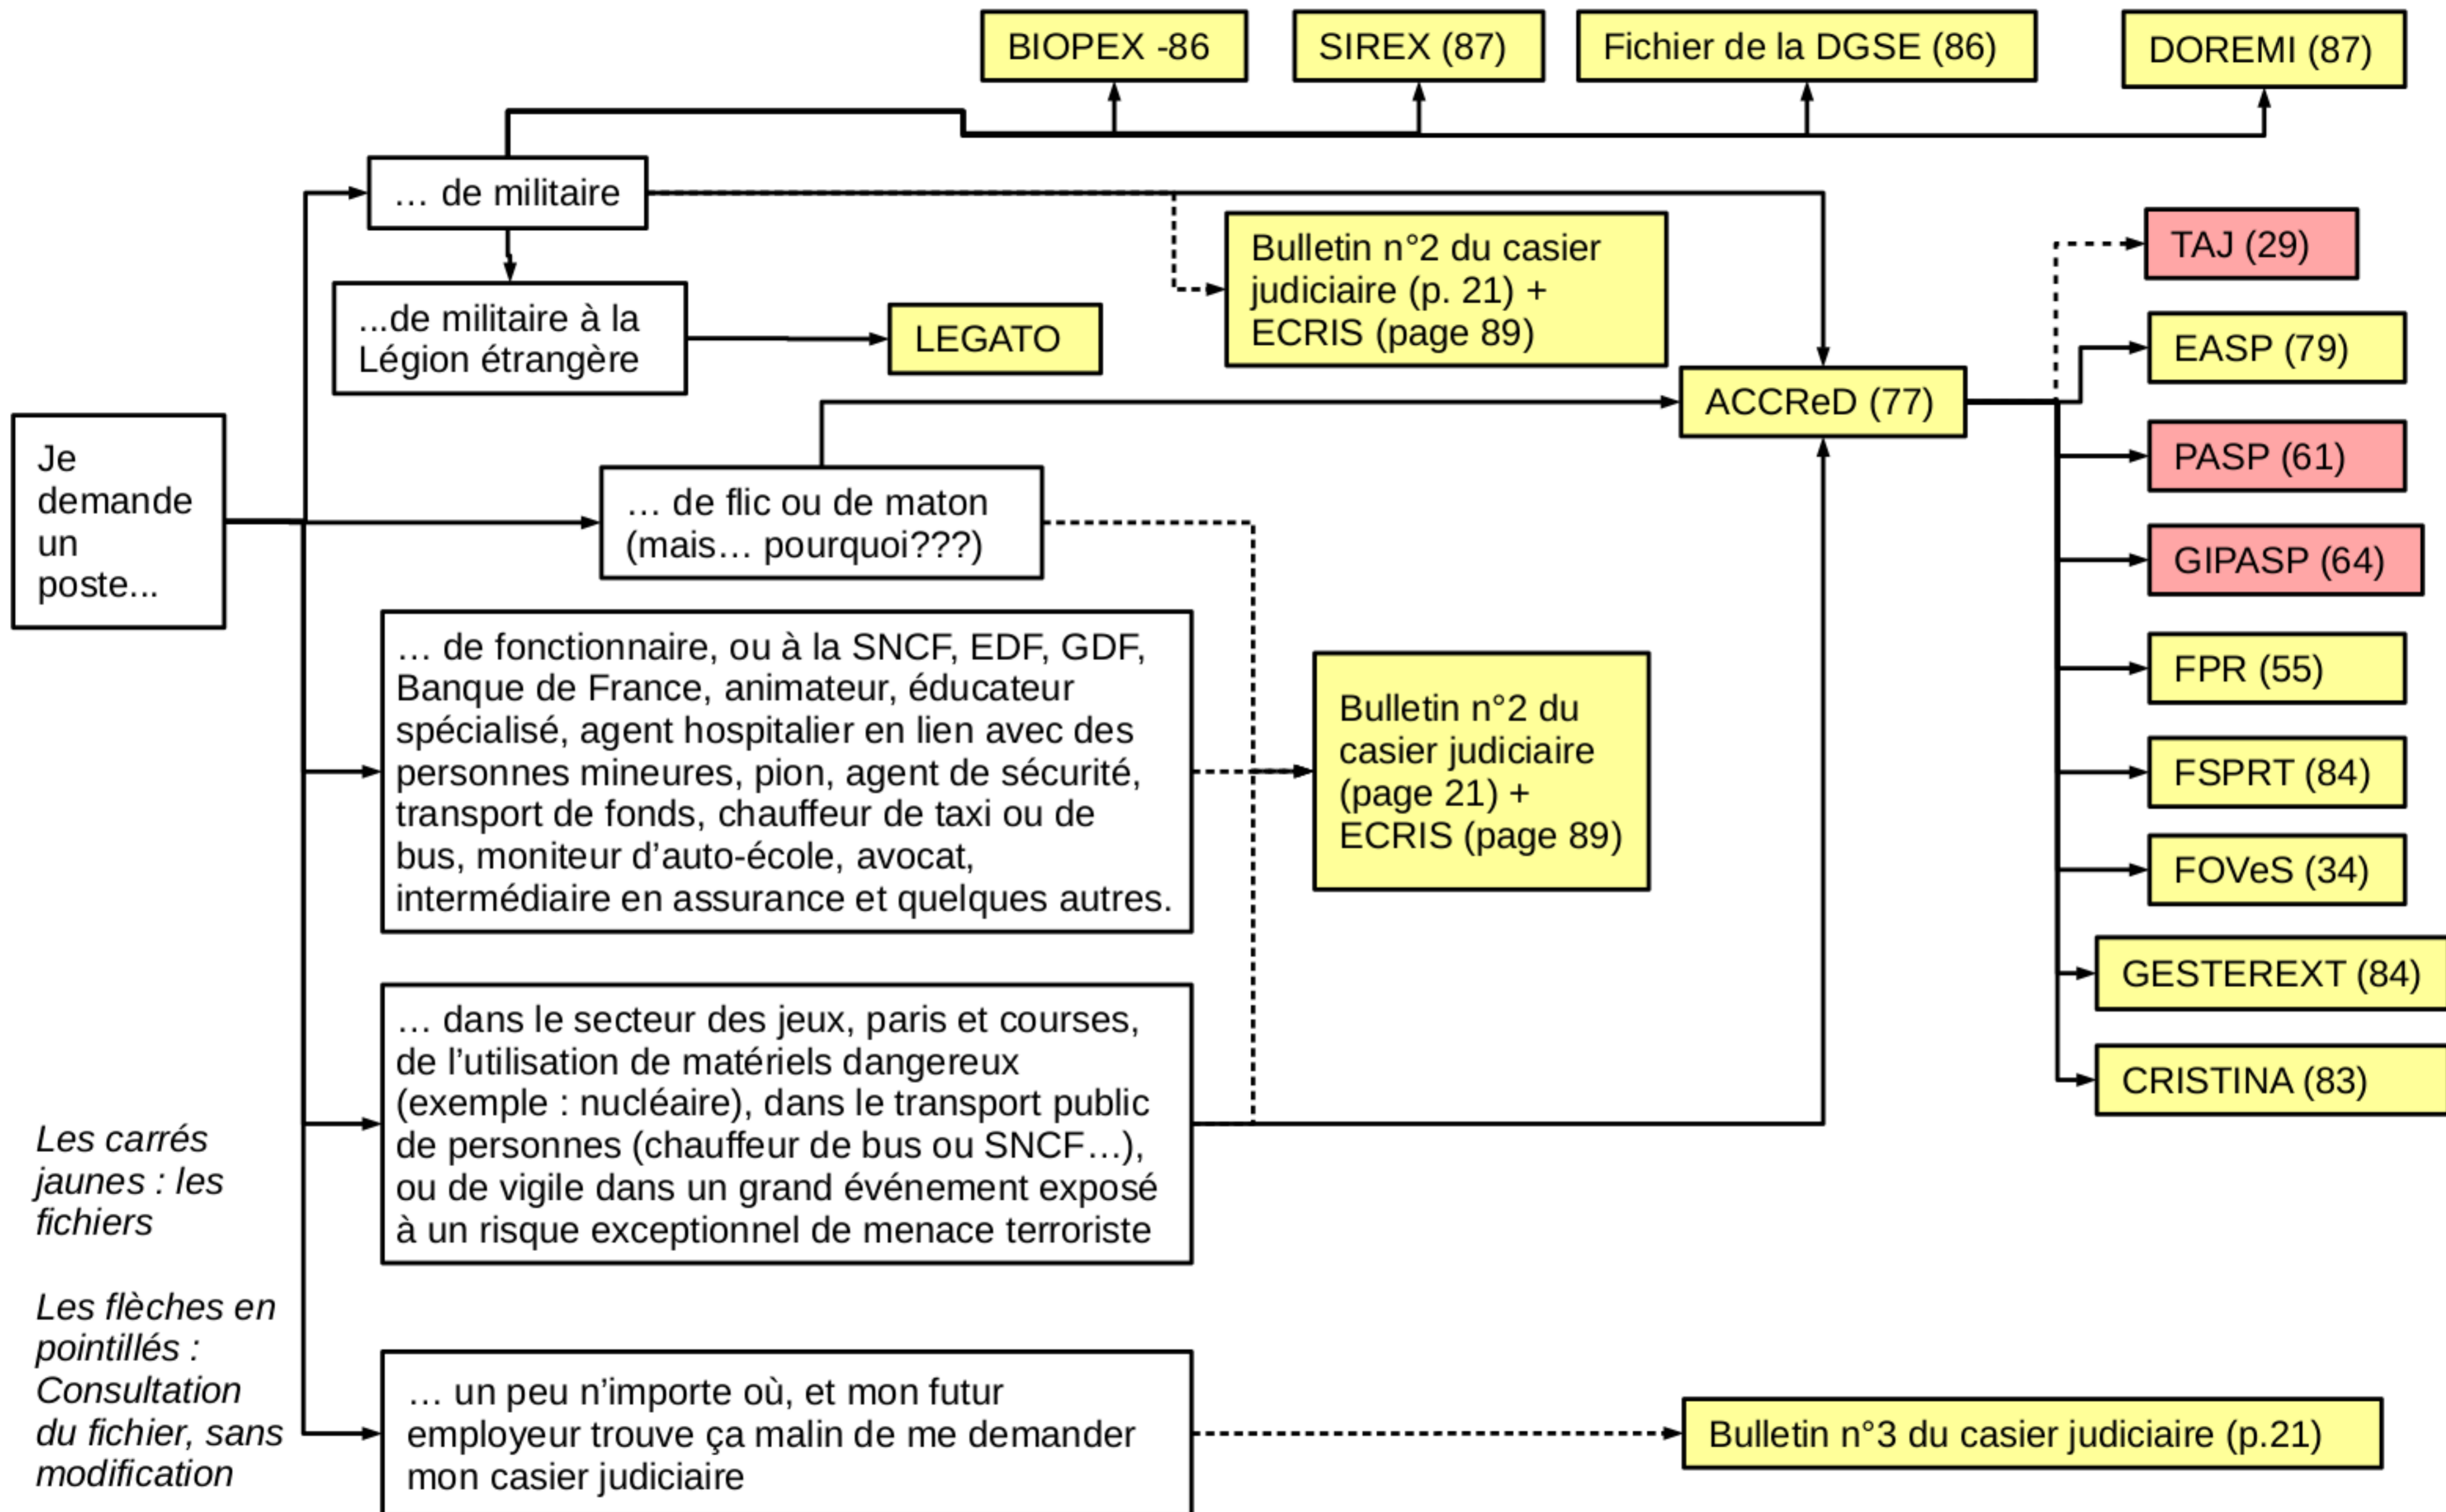 BIOPEX -86
SIREX (87)
Fichier de la DGSE (86)
DOREMI (87)
… de militaire
Bulletin n°2 du casier
judiciaire (p. 21) +
ECRIS (page 89)
TAJ (29)
...de militaire à la
Légion étrangère
LEGATO
EASP (79)
ACCReD (77)
Je
demande
un
poste...
PASP (61)
… de flic ou de maton
(mais… pourquoi???)
GIPASP (64)
… de fonctionnaire, ou à la SNCF, EDF, GDF,
Banque de France, animateur, éducateur
spécialisé, agent hospitalier en lien avec des
personnes mineures, pion, agent de sécurité,
transport de fonds, chauffeur de taxi ou de
bus, moniteur d’auto-école, avocat,
intermédiaire en assurance et quelques autres.
Bulletin n°2 du
casier judiciaire
(page 21) +
ECRIS (page 89)
FPR (55)
FSPRT (84)
FOVeS (34)
GESTEREXT (84)
CRISTINA (83)
… dans le secteur des jeux, paris et courses,
de l’utilisation de matériels dangereux
(exemple : nucléaire), dans le transport public
de personnes (chauffeur de bus ou SNCF…),
ou de vigile dans un grand événement exposé
à un risque exceptionnel de menace terroriste
Les carrés
jaunes : les
fichiers
Les flèches en
pointillés :
Consultation
du fichier, sans
modification
… un peu n’importe où, et mon futur
employeur trouve ça malin de me demander
mon casier judiciaire
Bulletin n°3 du casier judiciaire (p.21)